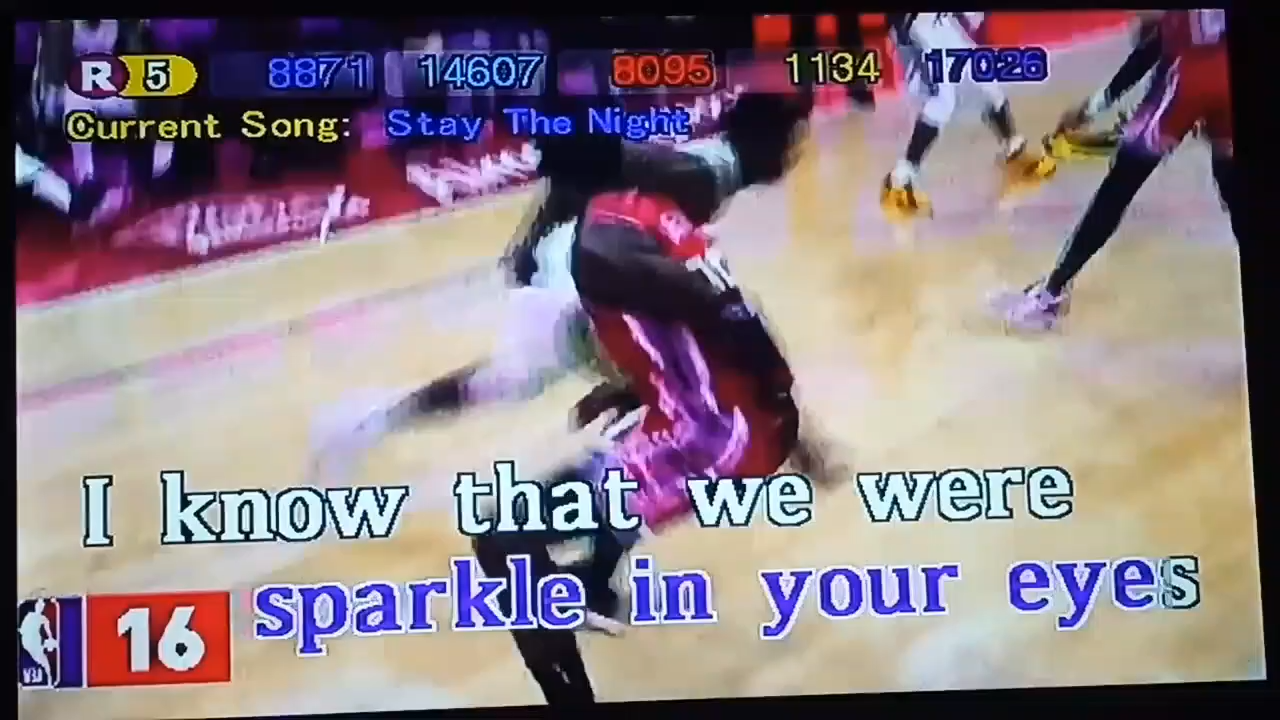 R 5 8871 14607 8095 1134 17026
Current Song: Stay The Night
I know that we were
sparkle in your eyes
16